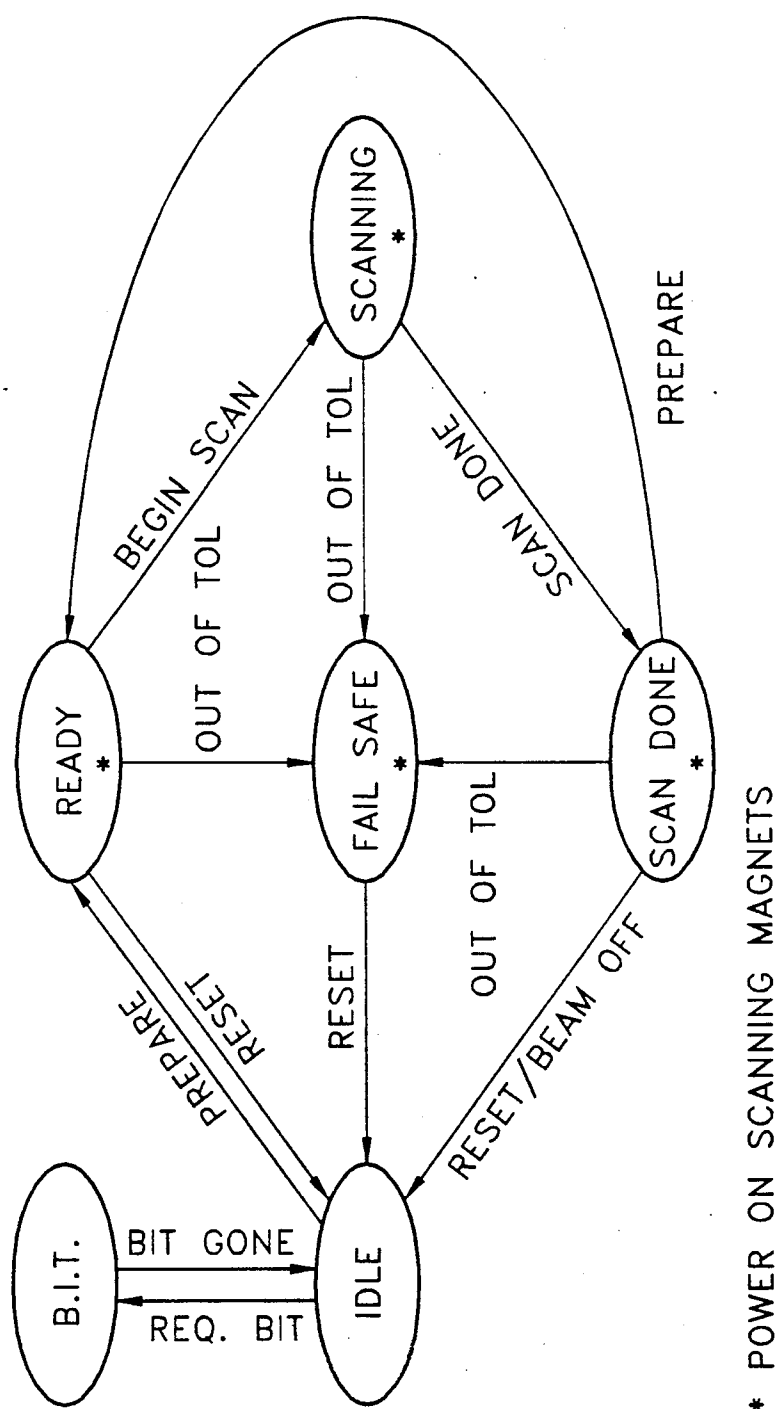 B.I.T.
BIT GONE
REQ. BIT
IDLE
PREPARE
RESET
RESET
RESET/BEAM OFF
READY
*
OUT OF TOL
FAIL SAFE
*
OUT OF TOL
SCAN DONE
*
BEGIN SCAN
OUT OF TOL
SCAN DONE
SCANNING
*
PREPARE
* POWER ON SCANNING MAGNETS